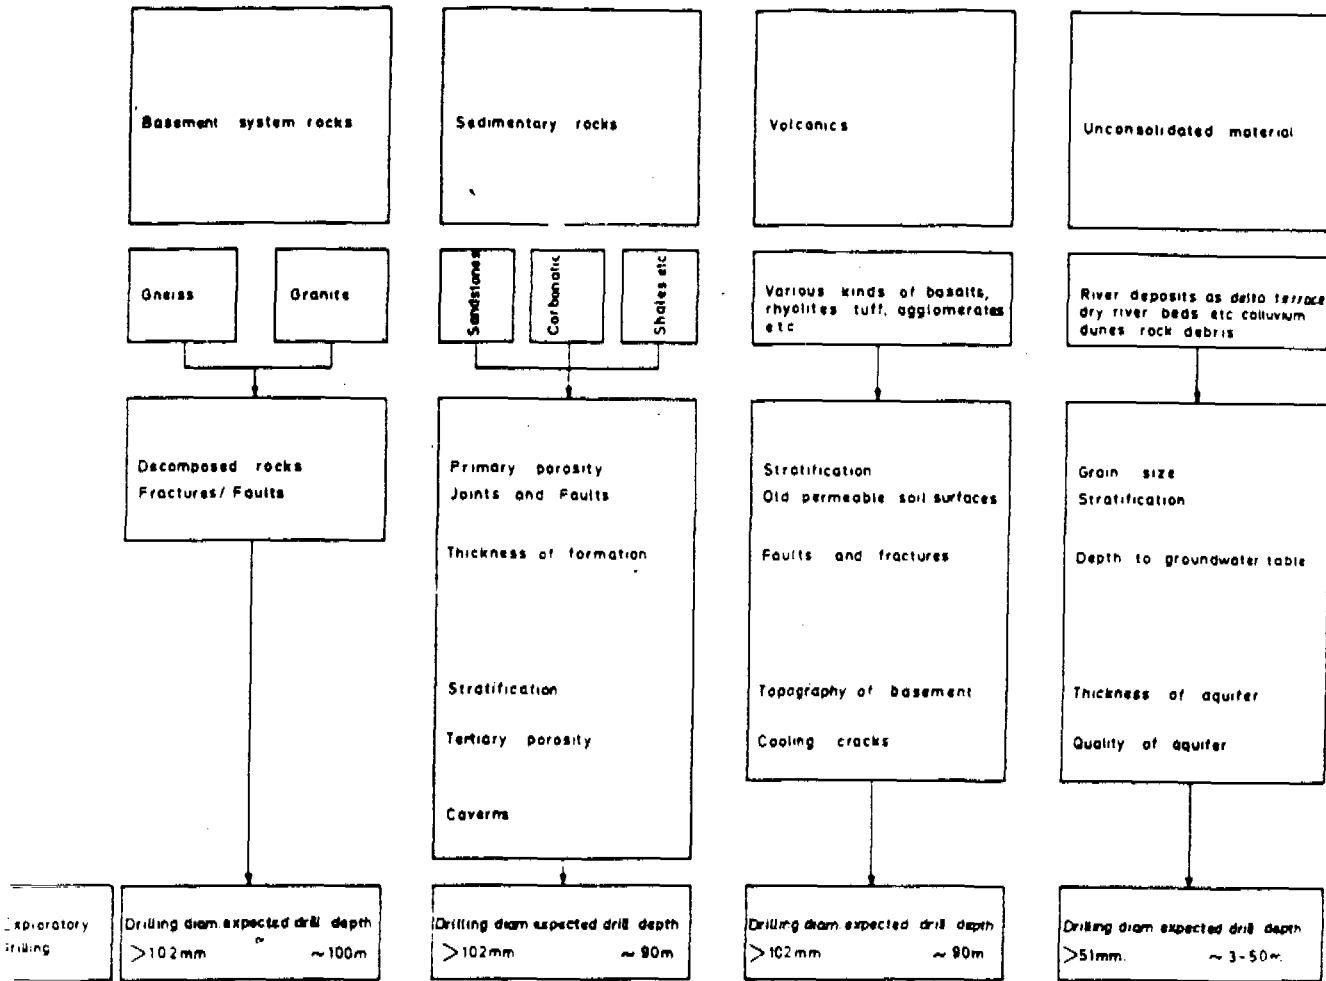 Basement system rocks
Sedimentary rocks
Volcanics
Unconsolidated material
Gneiss
Granite
Sandstones
Carbonatic
Shales etc
Various kinds of basalts,
rhyolites tuff, agglomerates
etc
River deposits as delta terrace
dry river beds etc colluvium
dunes rock debris
Decomposed rocks
Fractures/Faults
Primary porosity
Joints and Faults
Thickness of formation
Stratification
Tertiary porosity
Caverns
Stratification
Old permeable soil surfaces
Faults and fractures
Topography of basement
Cooling cracks
Grain size
Stratification
Depth to groundwater table
Thickness of aquifer
Quality of aquifer
Exploratory
drilling
Drilling diam. expected drill depth
>102mm ~100m
Drilling diam expected drill depth
>102mm ~90m
Drilling diam expected drill depth
>102mm ~90m
Drilling diam expected drill depth
>51mm. ~3-50m.